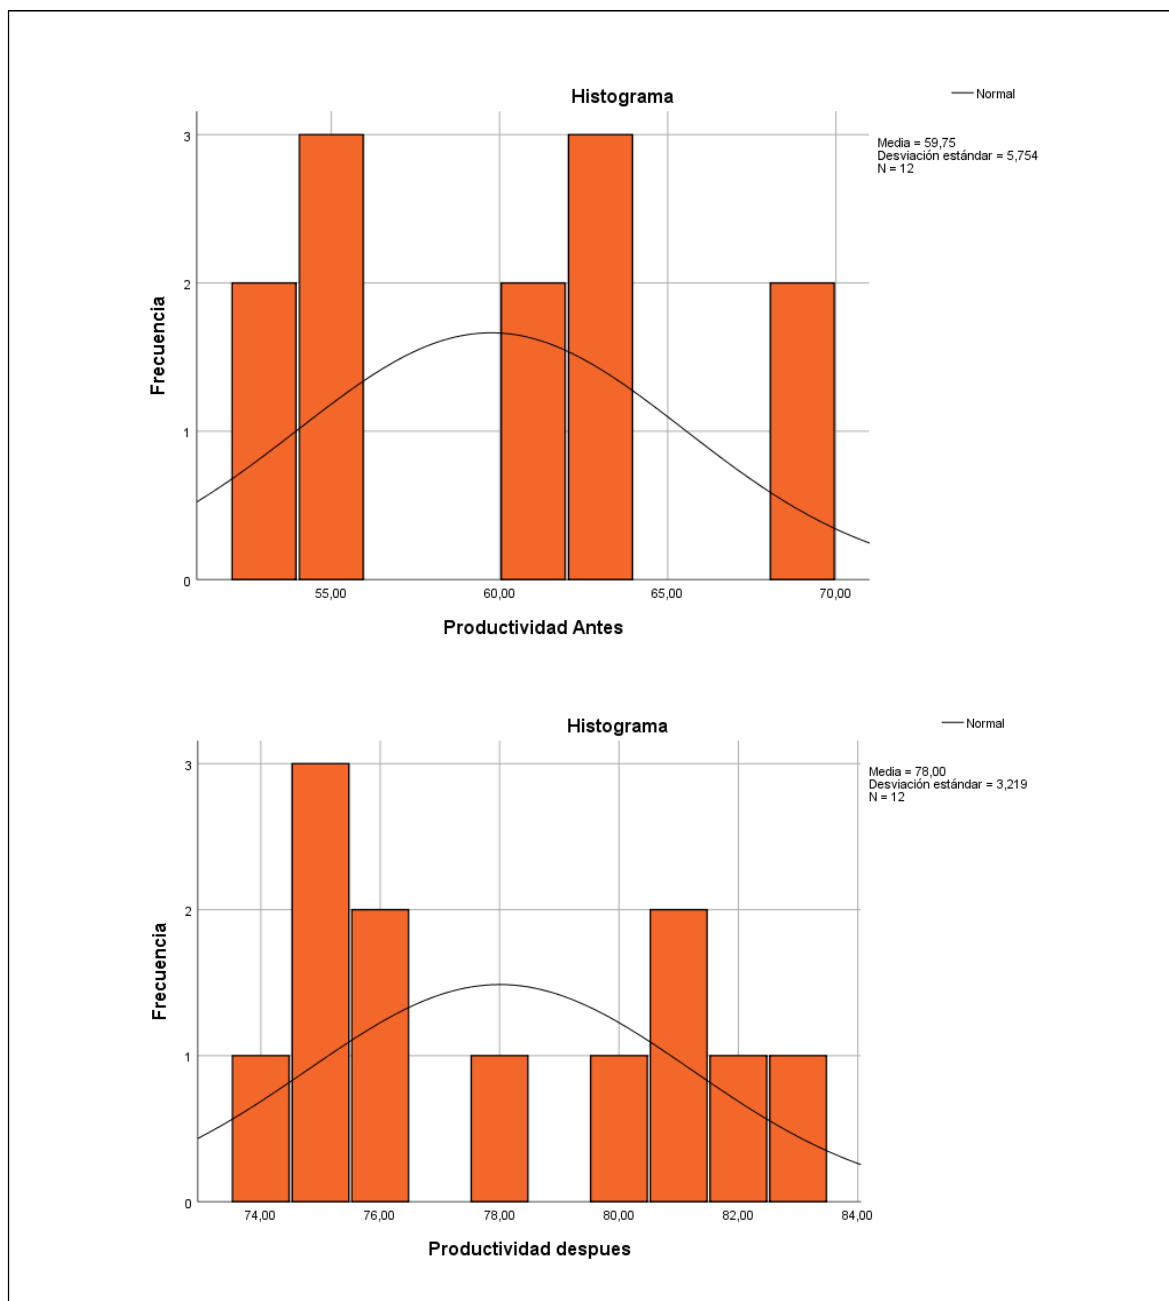 Histograma
Normal
Media = 59,75
Desviación estándar = 5,754
N = 12
3
2
1
0
Frecuencia
55,00 60,00 65,00 70,00
Productividad Antes
Histograma
Normal
Media = 78,00
Desviación estándar = 3,219
N = 12
3
2
1
0
Frecuencia
74,00 76,00 78,00 80,00 82,00 84,00
Productividad despues